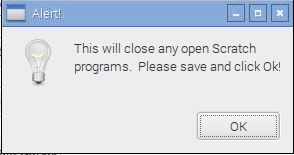 Alert!
This will close any open Scratch
programs.  Please save and click Ok!
OK